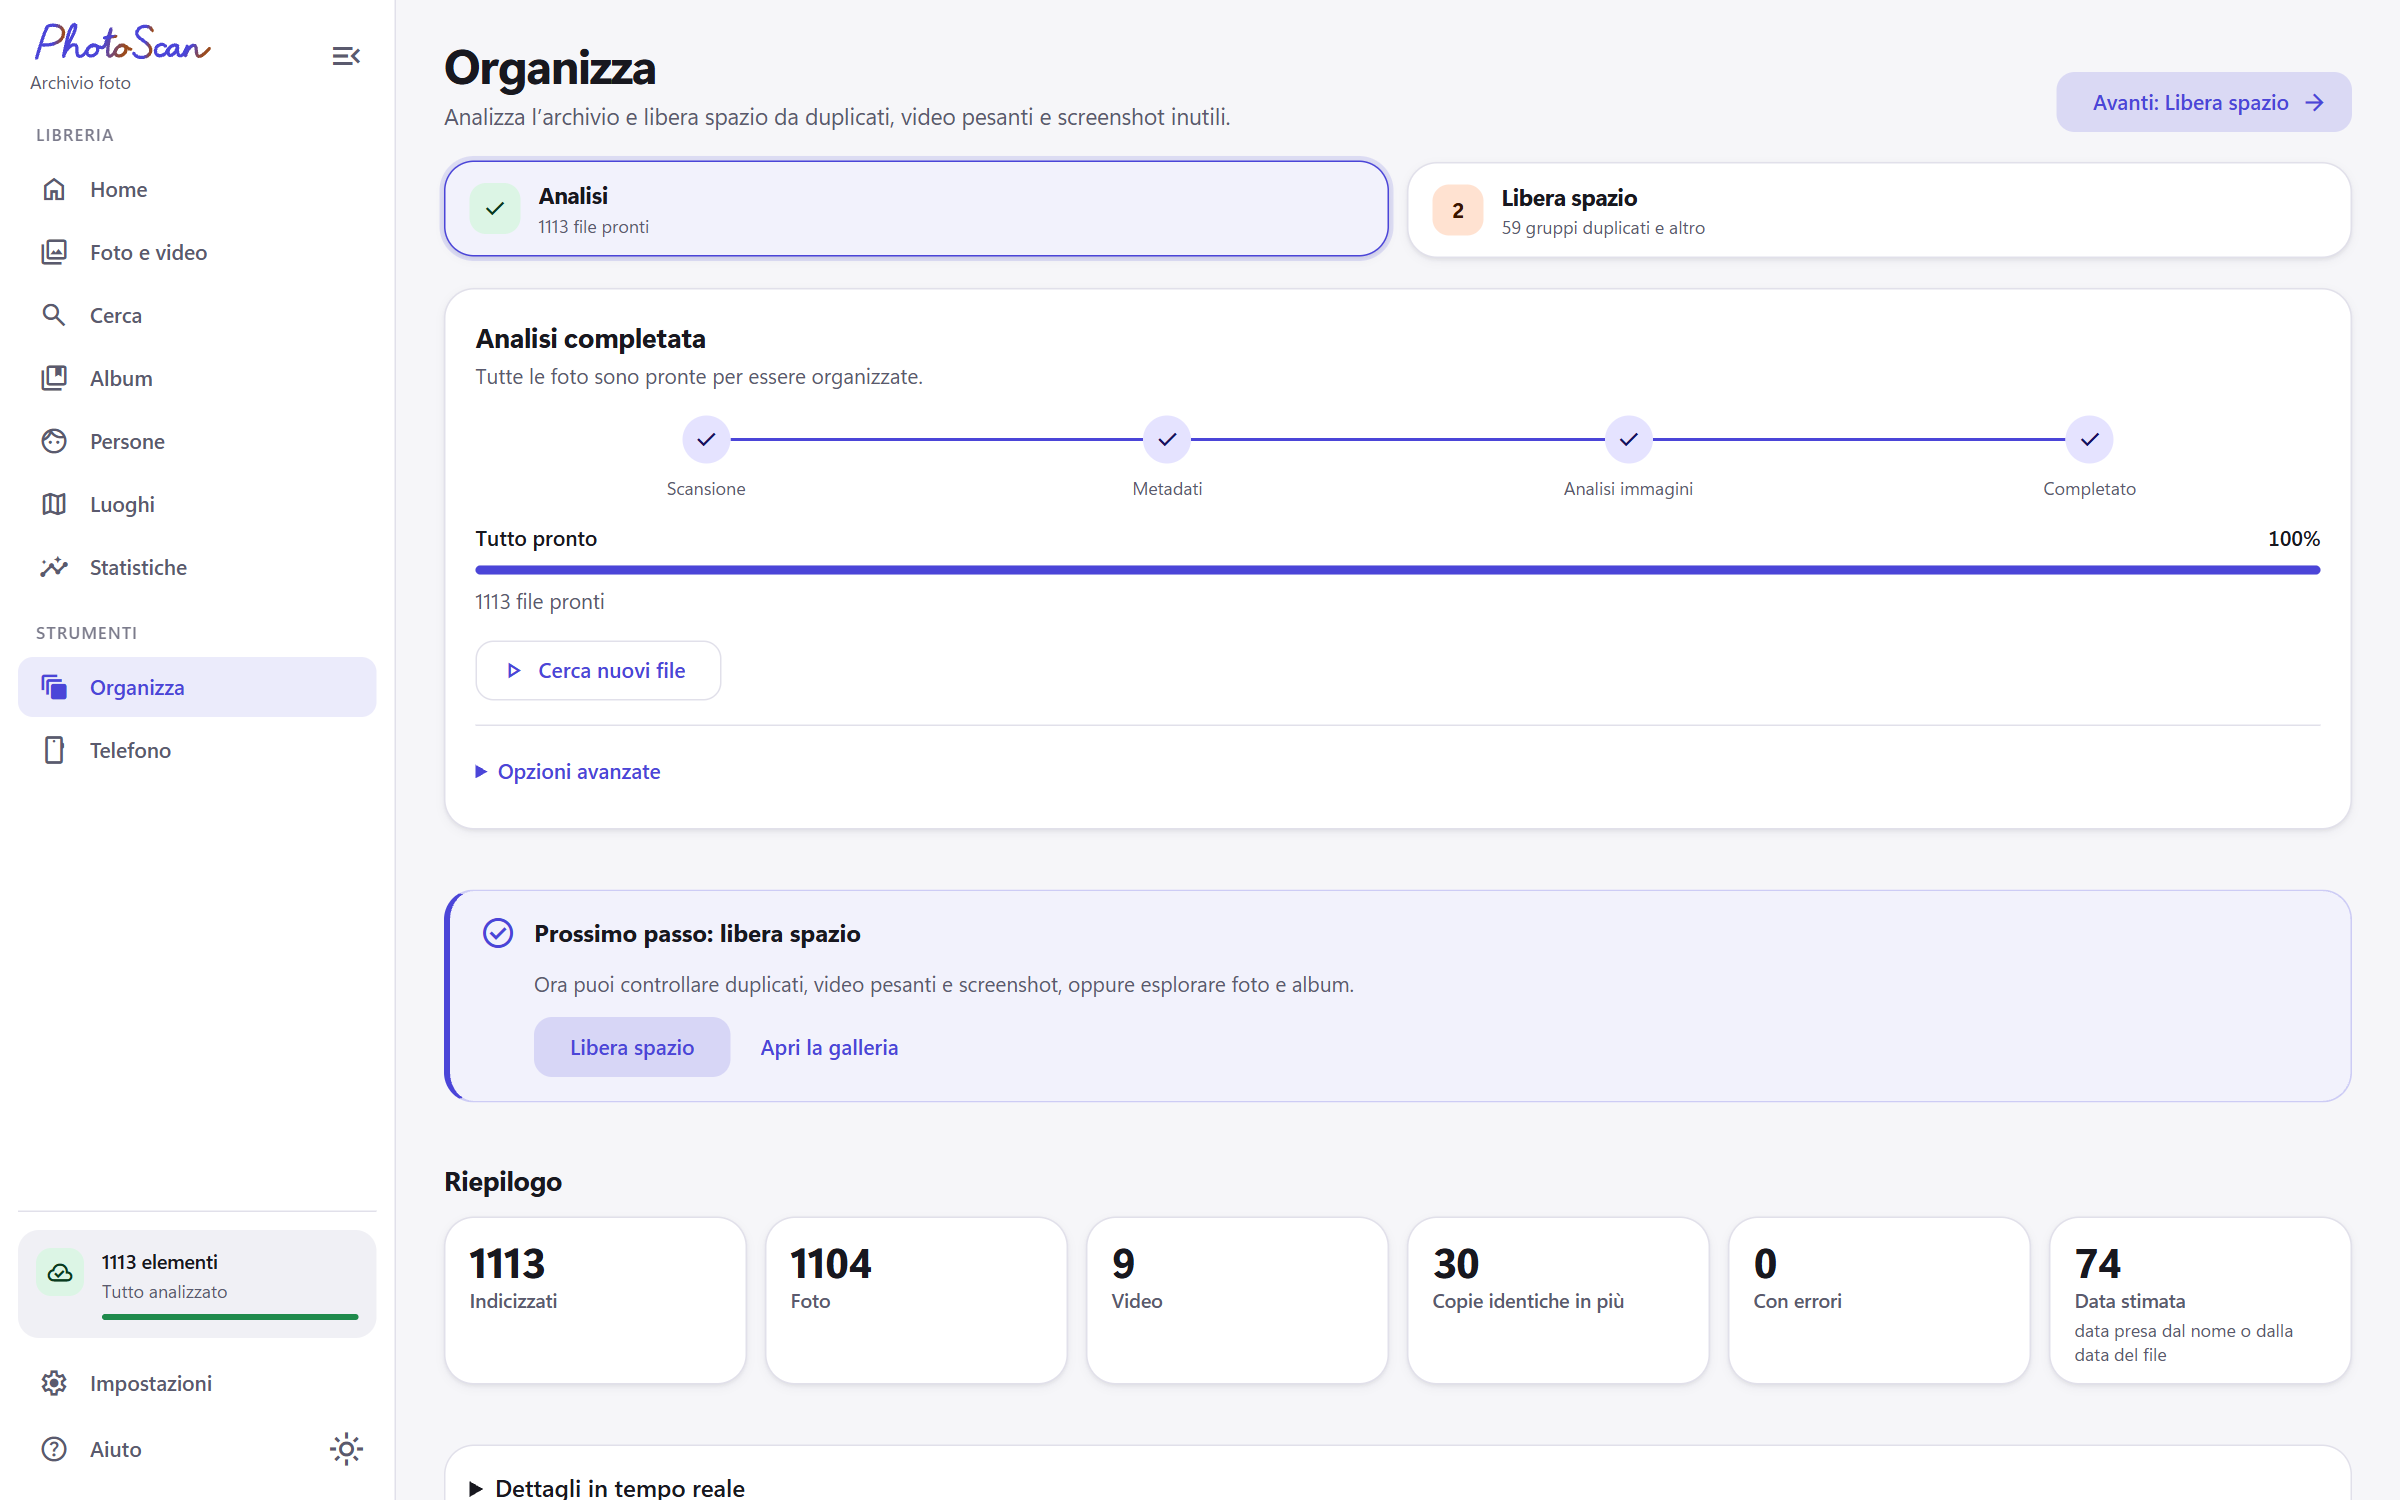 PhotoScan
Archivio foto
LIBRERIA
Home
Foto e video
Cerca
Album
Persone
Luoghi
Statistiche
STRUMENTI
Organizza
Telefono
1113 elementi
Tutto analizzato
Impostazioni
Aiuto
Organizza
Analizza l'archivio e libera spazio da duplicati, video pesanti e screenshot inutili.
Avanti: Libera spazio
Analisi
1113 file pronti
2
Libera spazio
59 gruppi duplicati e altro
Analisi completata
Tutte le foto sono pronte per essere organizzate.
Scansione
Metadati
Analisi immagini
Completato
Tutto pronto
100%
1113 file pronti
Cerca nuovi file
Opzioni avanzate
Prossimo passo: libera spazio
Ora puoi controllare duplicati, video pesanti e screenshot, oppure esplorare foto e album.
Libera spazio
Apri la galleria
Riepilogo
1113
Indicizzati
1104
Foto
9
Video
30
Copie identiche in più
0
Con errori
74
Data stimata
data presa dal nome o dalla
data del file
Dettagli in tempo reale